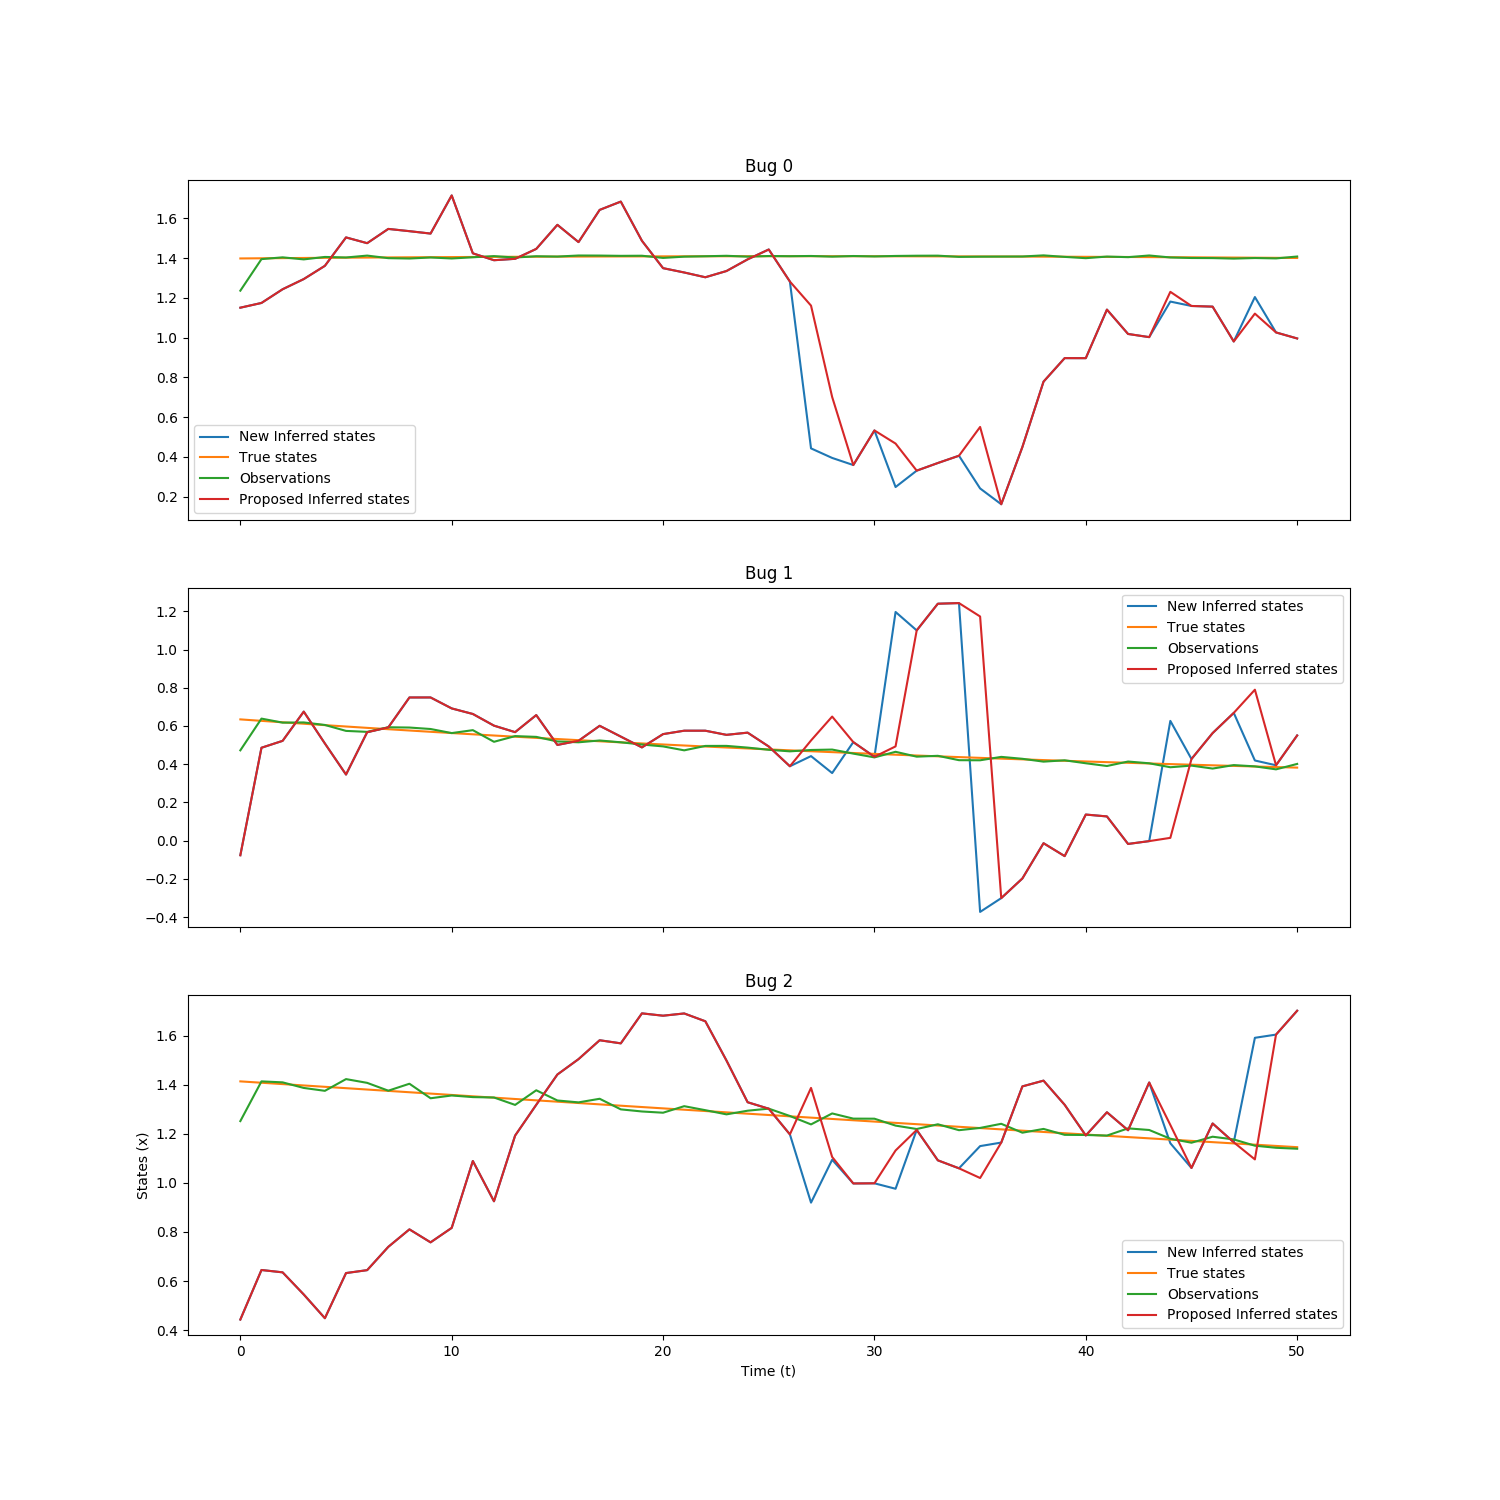 Bug 0
1.6
1.4
1.2
1.0
0.8
0.6
0.4
0.2
New Inferred states
True states
Observations
Proposed Inferred states
Bug 1
1.2
1.0
0.8
0.6
0.4
0.2
0.0
−0.2
−0.4
New Inferred states
True states
Observations
Proposed Inferred states
Bug 2
States (x)
1.6
1.4
1.2
1.0
0.8
0.6
0.4
New Inferred states
True states
Observations
Proposed Inferred states
0 10 20 30 40 50
Time (t)